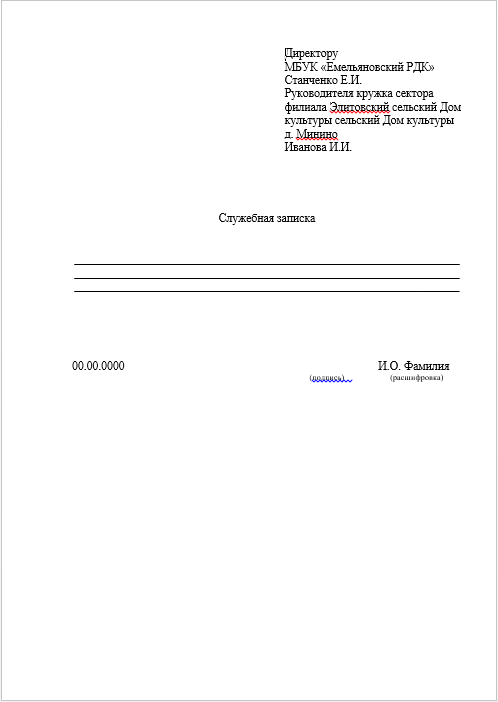 Директору
МБУК «Емельяновский РДК»
Станченко Е.И.
Руководителя кружка сектора
филиала Элитовский сельский Дом
культуры сельский Дом культуры
д. Минино
Иванова И.И.
Служебная записка
00.00.0000 И.О. Фамилия
(подпись) (расшифровка)